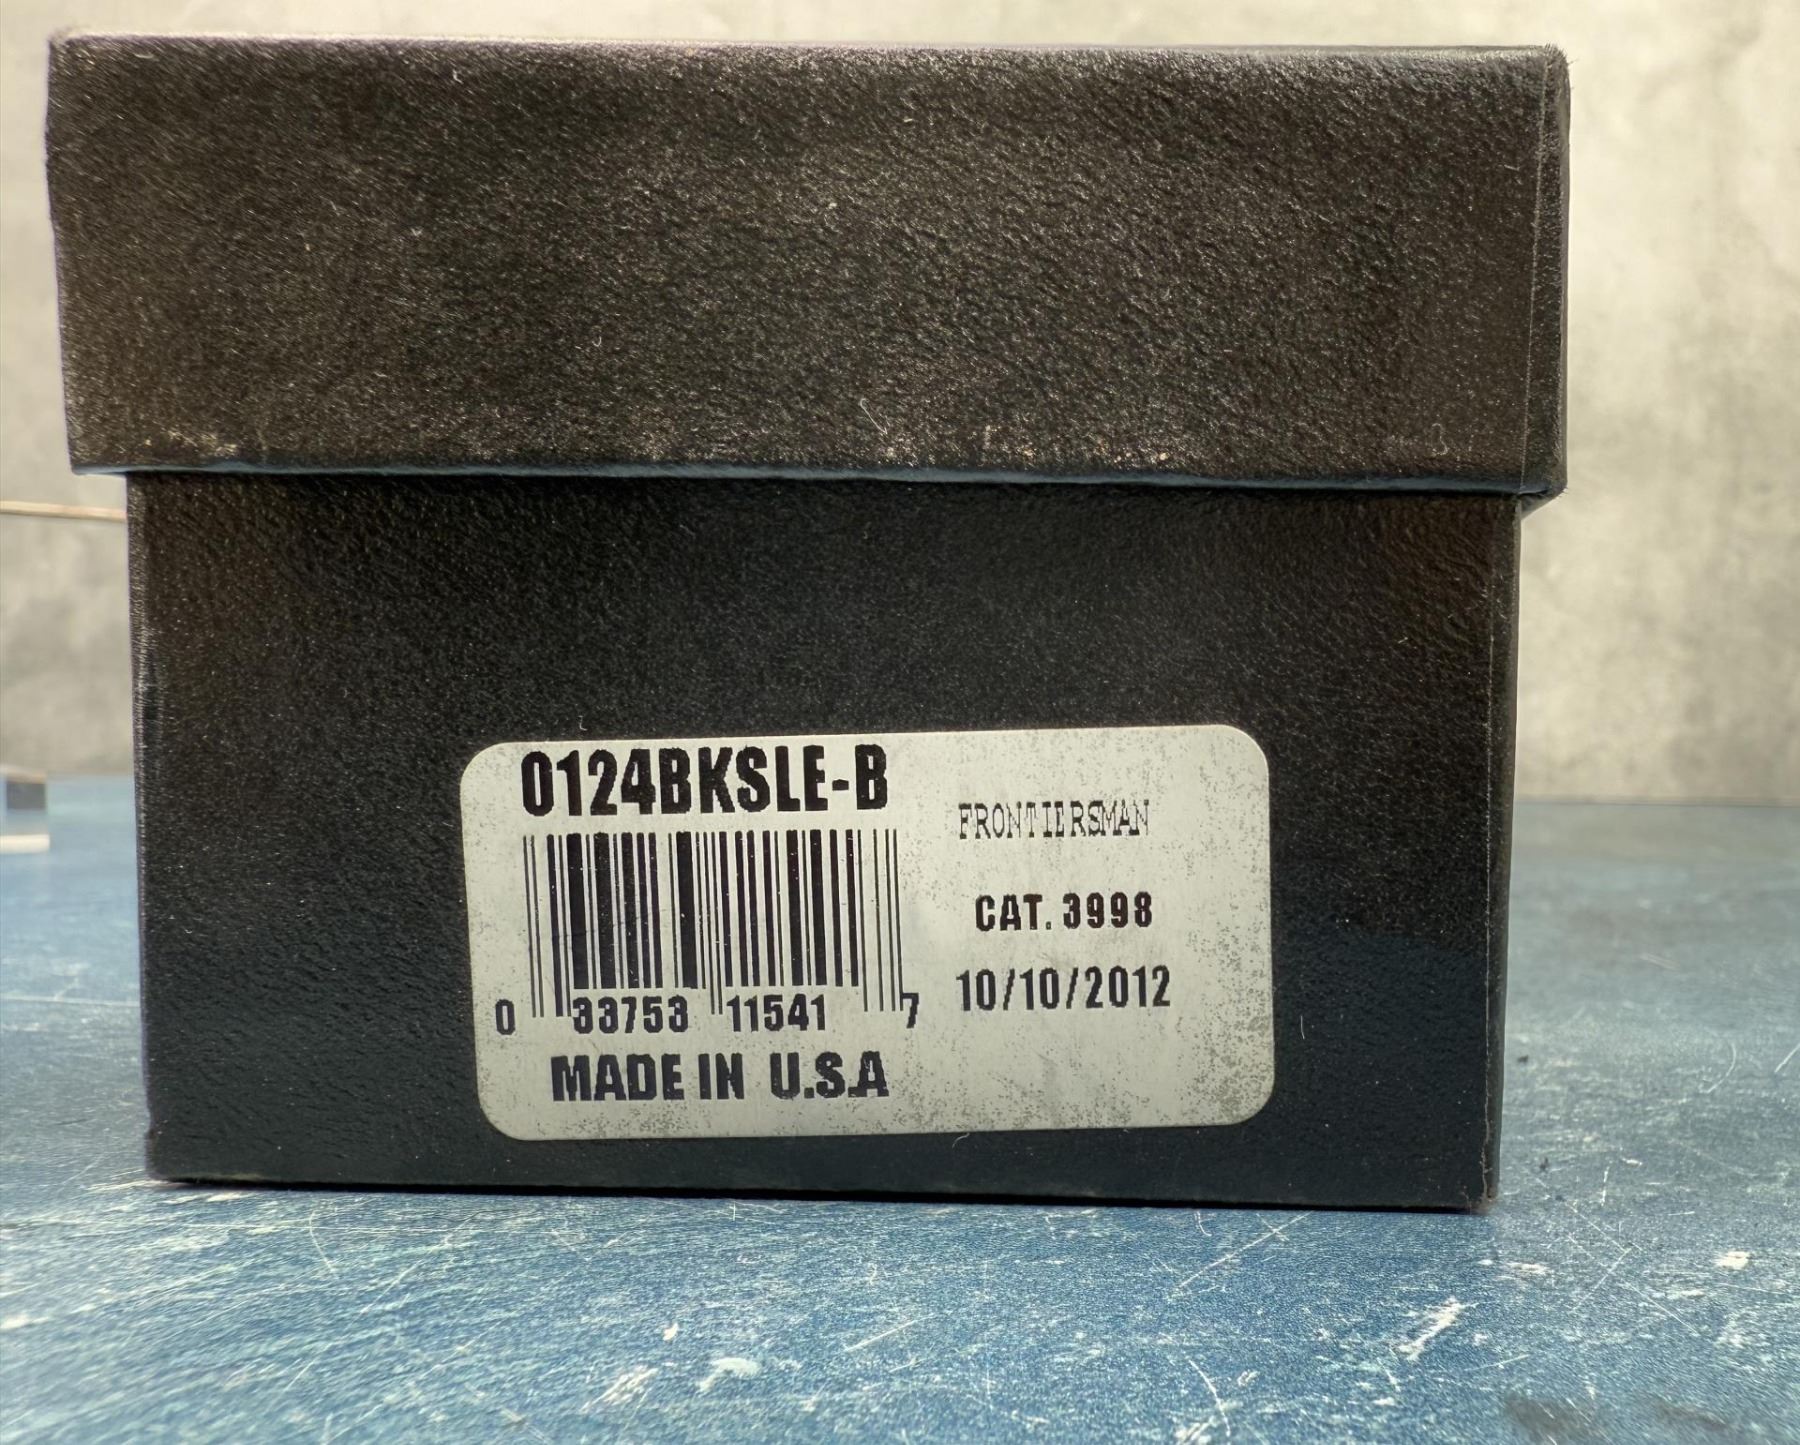 0124BKSLE-B
FRONTIERSMAN
CAT. 3998
10/10/2012
0 33753 11541 7
MADE IN U.S.A